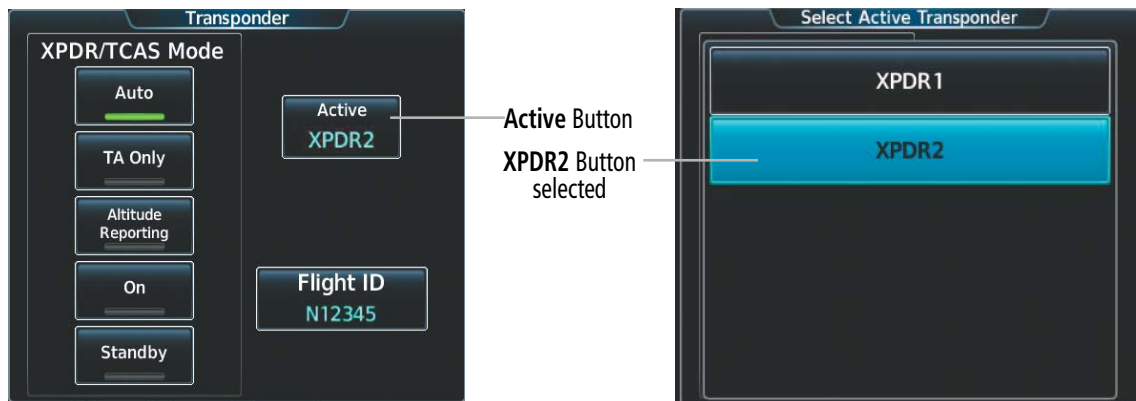 Transponder
XPDR/TCAS Mode
Auto
TA Only
Altitude
Reporting
On
Standby
Active
XPDR2
Flight ID
N12345
Active Button
XPDR2 Button
selected
Select Active Transponder
XPDR1
XPDR2